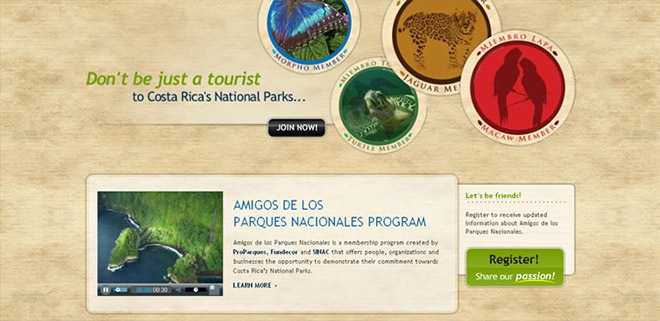 MORPHO MEMBER
JAGUAR MEM
MIEMBRO LAPA
MACAW MEMBER
MIEMBRO T
TURTLE MEMBER
Don't be just a tourist
to Costa Rica's National Parks...
JOIN NOW!
AMIGOS DE LOS
PARQUES NACIONALES PROGRAM
Amigos de los Parques Nacionales is a membership program created by
ProParques, Fundecor and SINAC that offers people, organizations and
businesses the opportunity to demonstrate their commitment towards
Costa Rica's National Parks.
LEARN MORE
00:00 00:30
Let´s be friends!
Register to receive updated
information about Amigos de los
Parques Nacionales.
Register!
Share our passion!